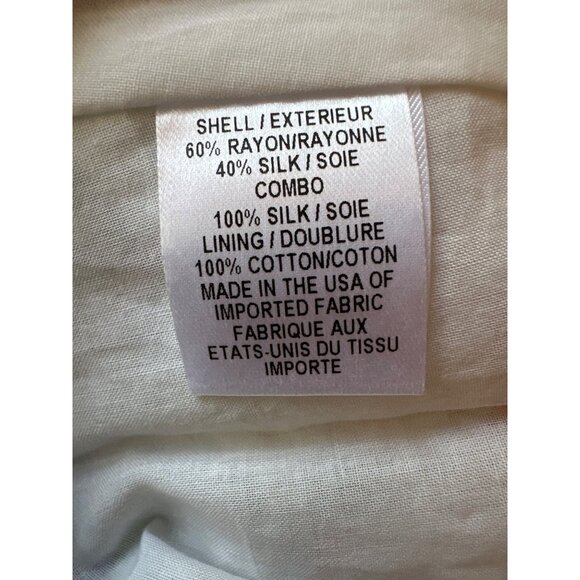 SHELL / EXTERIEUR
60% RAYON/RAYONNE
40% SILK / SOIE
COMBO
100% SILK / SOIE
LINING / DOUBLURE
100% COTTON/COTON
MADE IN THE USA OF
IMPORTED FABRIC
FABRIQUE AUX
ETATS-UNIS DU TISSU
IMPORTE